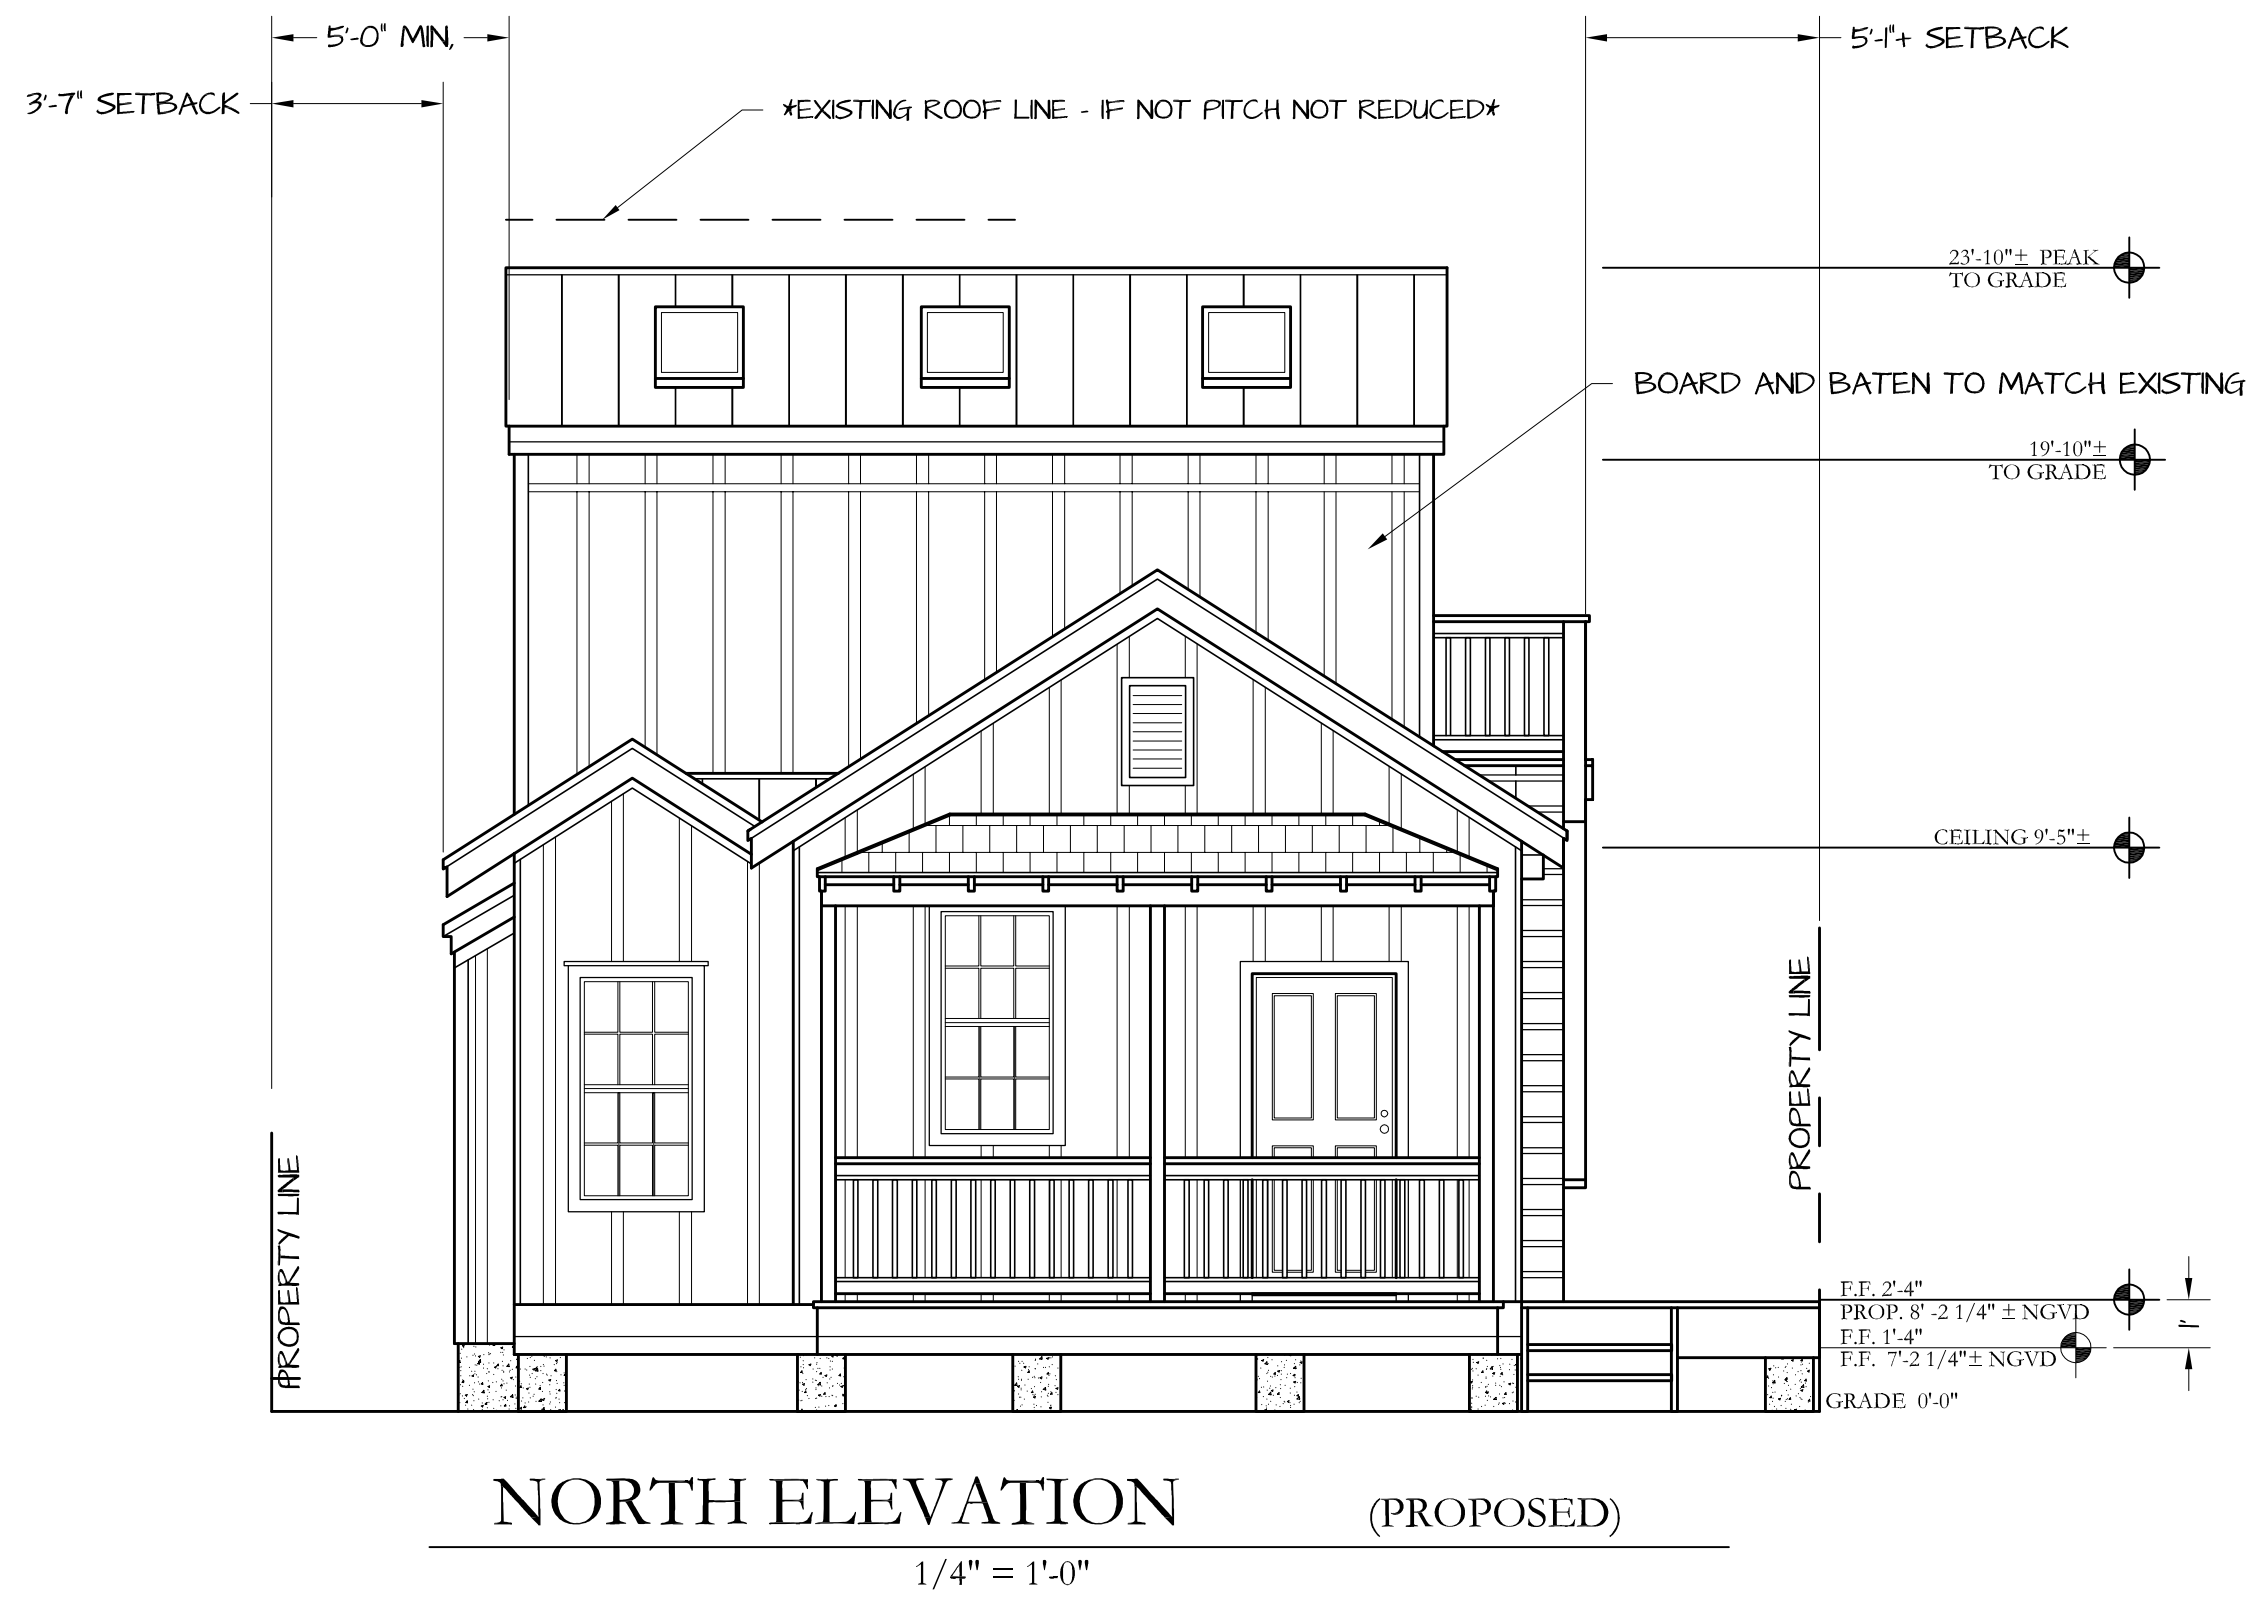 5'-0" MIN,
5'-1"+ SETBACK
3'-7" SETBACK
*EXISTING ROOF LINE - IF NOT PITCH NOT REDUCED*
23'-10"± PEAK
TO GRADE
BOARD AND BATEN TO MATCH EXISTING
19'-10"±
TO GRADE
CEILING 9'-5"±
PROPERTY LINE
PROPERTY LINE
F.F. 2'-4"
PROP. 8' -2 1/4" ± NGVD
1'
F.F. 1'-4"
F.F. 7'-2 1/4"± NGVD
GRADE 0'-0"
NORTH ELEVATION (PROPOSED)
1/4" = 1'-0"